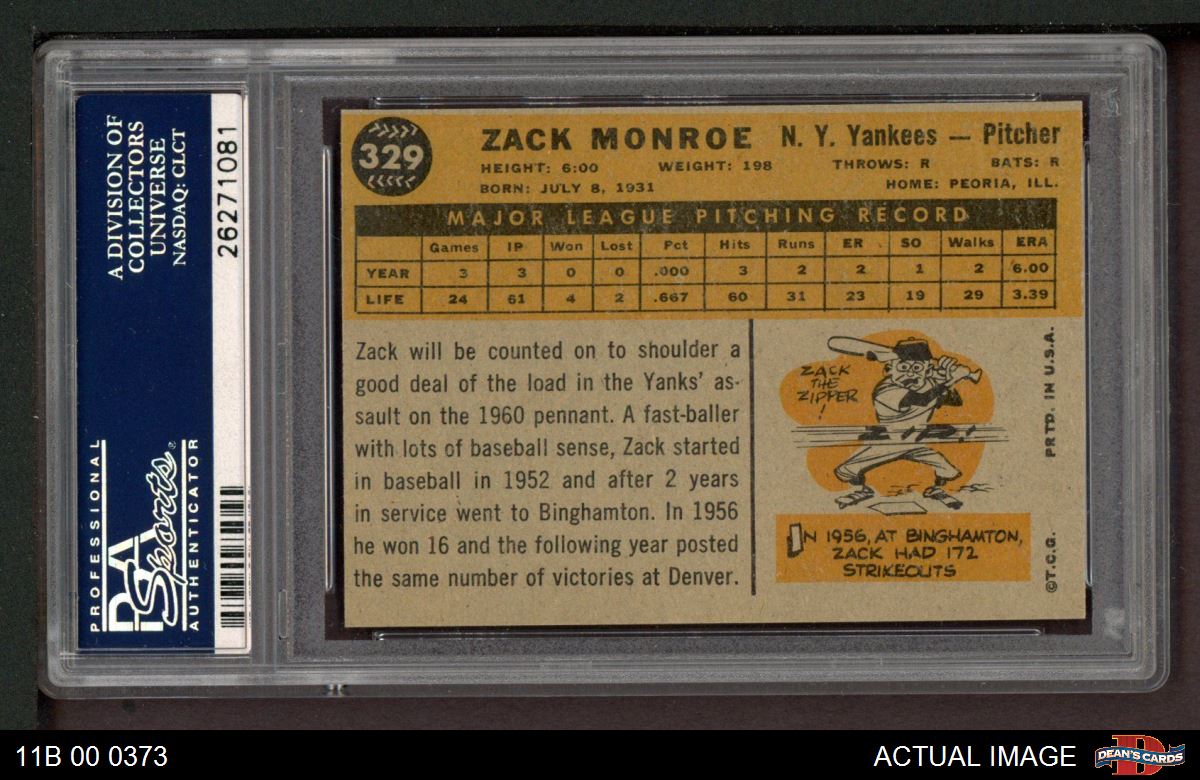 A DIVISION OF
COLLECTORS
UNIVERSE
NASDAQ: CLCT
26271081
PROFESSIONAL
PSA
Sports
AUTHENTICATOR
329
ZACK MONROE N. Y. Yankees — Pitcher
HEIGHT: 6:00 WEIGHT: 198 THROWS: R BATS: R
BORN: JULY 8, 1931 HOME: PEORIA, ILL.
MAJOR LEAGUE PITCHING RECORD
Games IP Won Lost Pct Hits Runs ER SO Walks ERA
YEAR 3 3 0 0 .000 3 2 2 1 2 6.00
LIFE 24 61 4 2 .667 60 31 23 19 29 3.39
Zack will be counted on to shoulder a
good deal of the load in the Yanks' as-
sault on the 1960 pennant. A fast-baller
with lots of baseball sense, Zack started
in baseball in 1952 and after 2 years
in service went to Binghamton. In 1956
he won 16 and the following year posted
the same number of victories at Denver.
ZACK
THE
ZIPPER
!
ZIP!
IN 1956, AT BINGHAMTON,
ZACK HAD 172
STRIKEOUTS
©T.C.G. PRTD. IN U.S.A.
11B 00 0373
ACTUAL IMAGE
DEAN'S CARDS